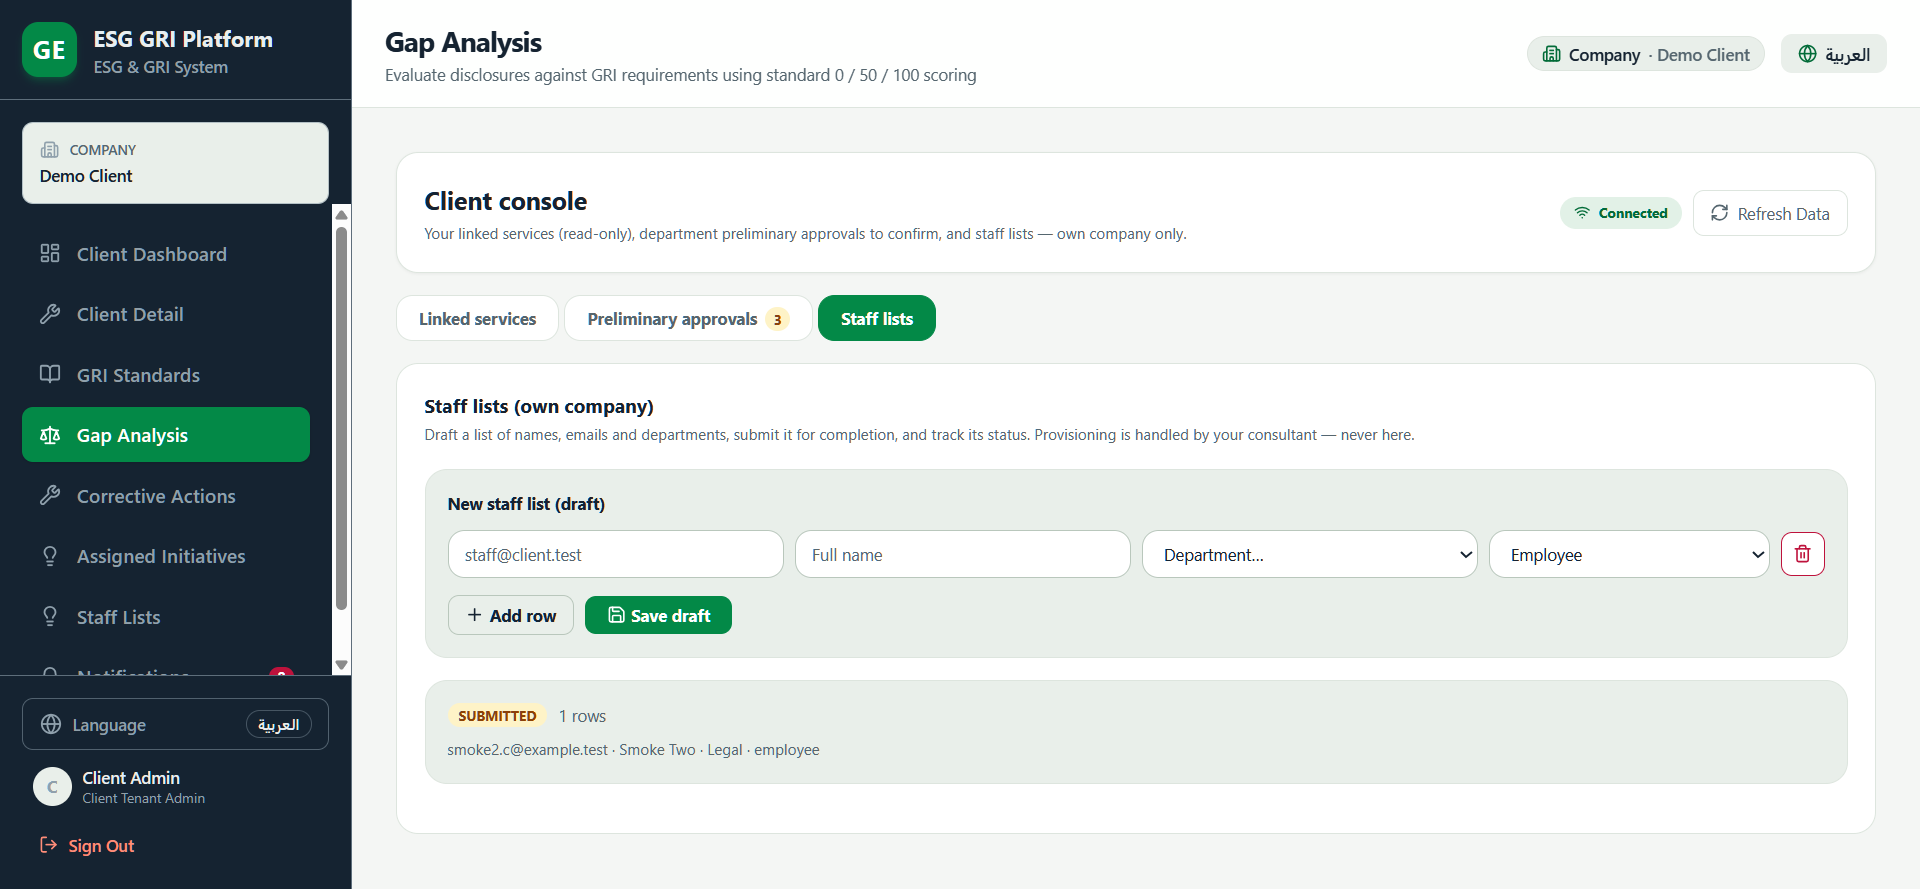 GE
ESG GRI Platform
ESG & GRI System
COMPANY
Demo Client
Client Dashboard
Client Detail
GRI Standards
Gap Analysis
Corrective Actions
Assigned Initiatives
Staff Lists
Notifications
Language
العربية
C
Client Admin
Client Tenant Admin
Sign Out
Gap Analysis
Evaluate disclosures against GRI requirements using standard 0 / 50 / 100 scoring
Company · Demo Client
العربية
Client console
Your linked services (read-only), department preliminary approvals to confirm, and staff lists — own company only.
Connected
Refresh Data
Linked services
Preliminary approvals 3
Staff lists
Staff lists (own company)
Draft a list of names, emails and departments, submit it for completion, and track its status. Provisioning is handled by your consultant — never here.
New staff list (draft)
staff@client.test
Full name
Department...
Employee
+ Add row
Save draft
SUBMITTED 1 rows
smoke2.c@example.test · Smoke Two · Legal · employee